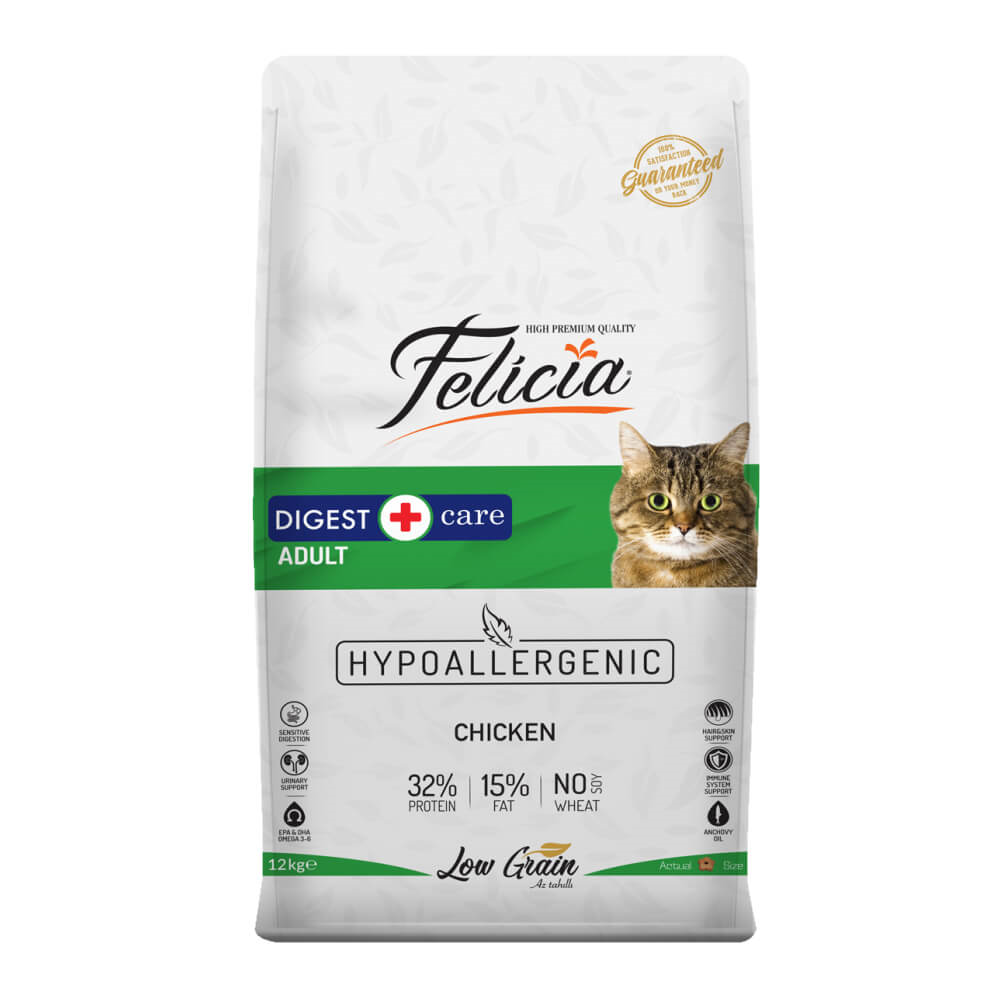 100%
SATISFACTION
Guaranteed
OR YOUR MONEY
BACK
HIGH PREMIUM QUALITY
Felicia®
DIGEST + care
ADULT
HYPOALLERGENIC
CHICKEN
32%
PROTEIN
15%
FAT
NO SOY
WHEAT
SENSITIVE
DIGESTION
URINARY
SUPPORT
EPA & DHA
OMEGA 3-6
HAIR&SKIN
SUPPORT
IMMUNE
SYSTEM
SUPPORT
ANCHOVY
OIL
12kg℮
Low Grain
Az tahıllı
Actual Size